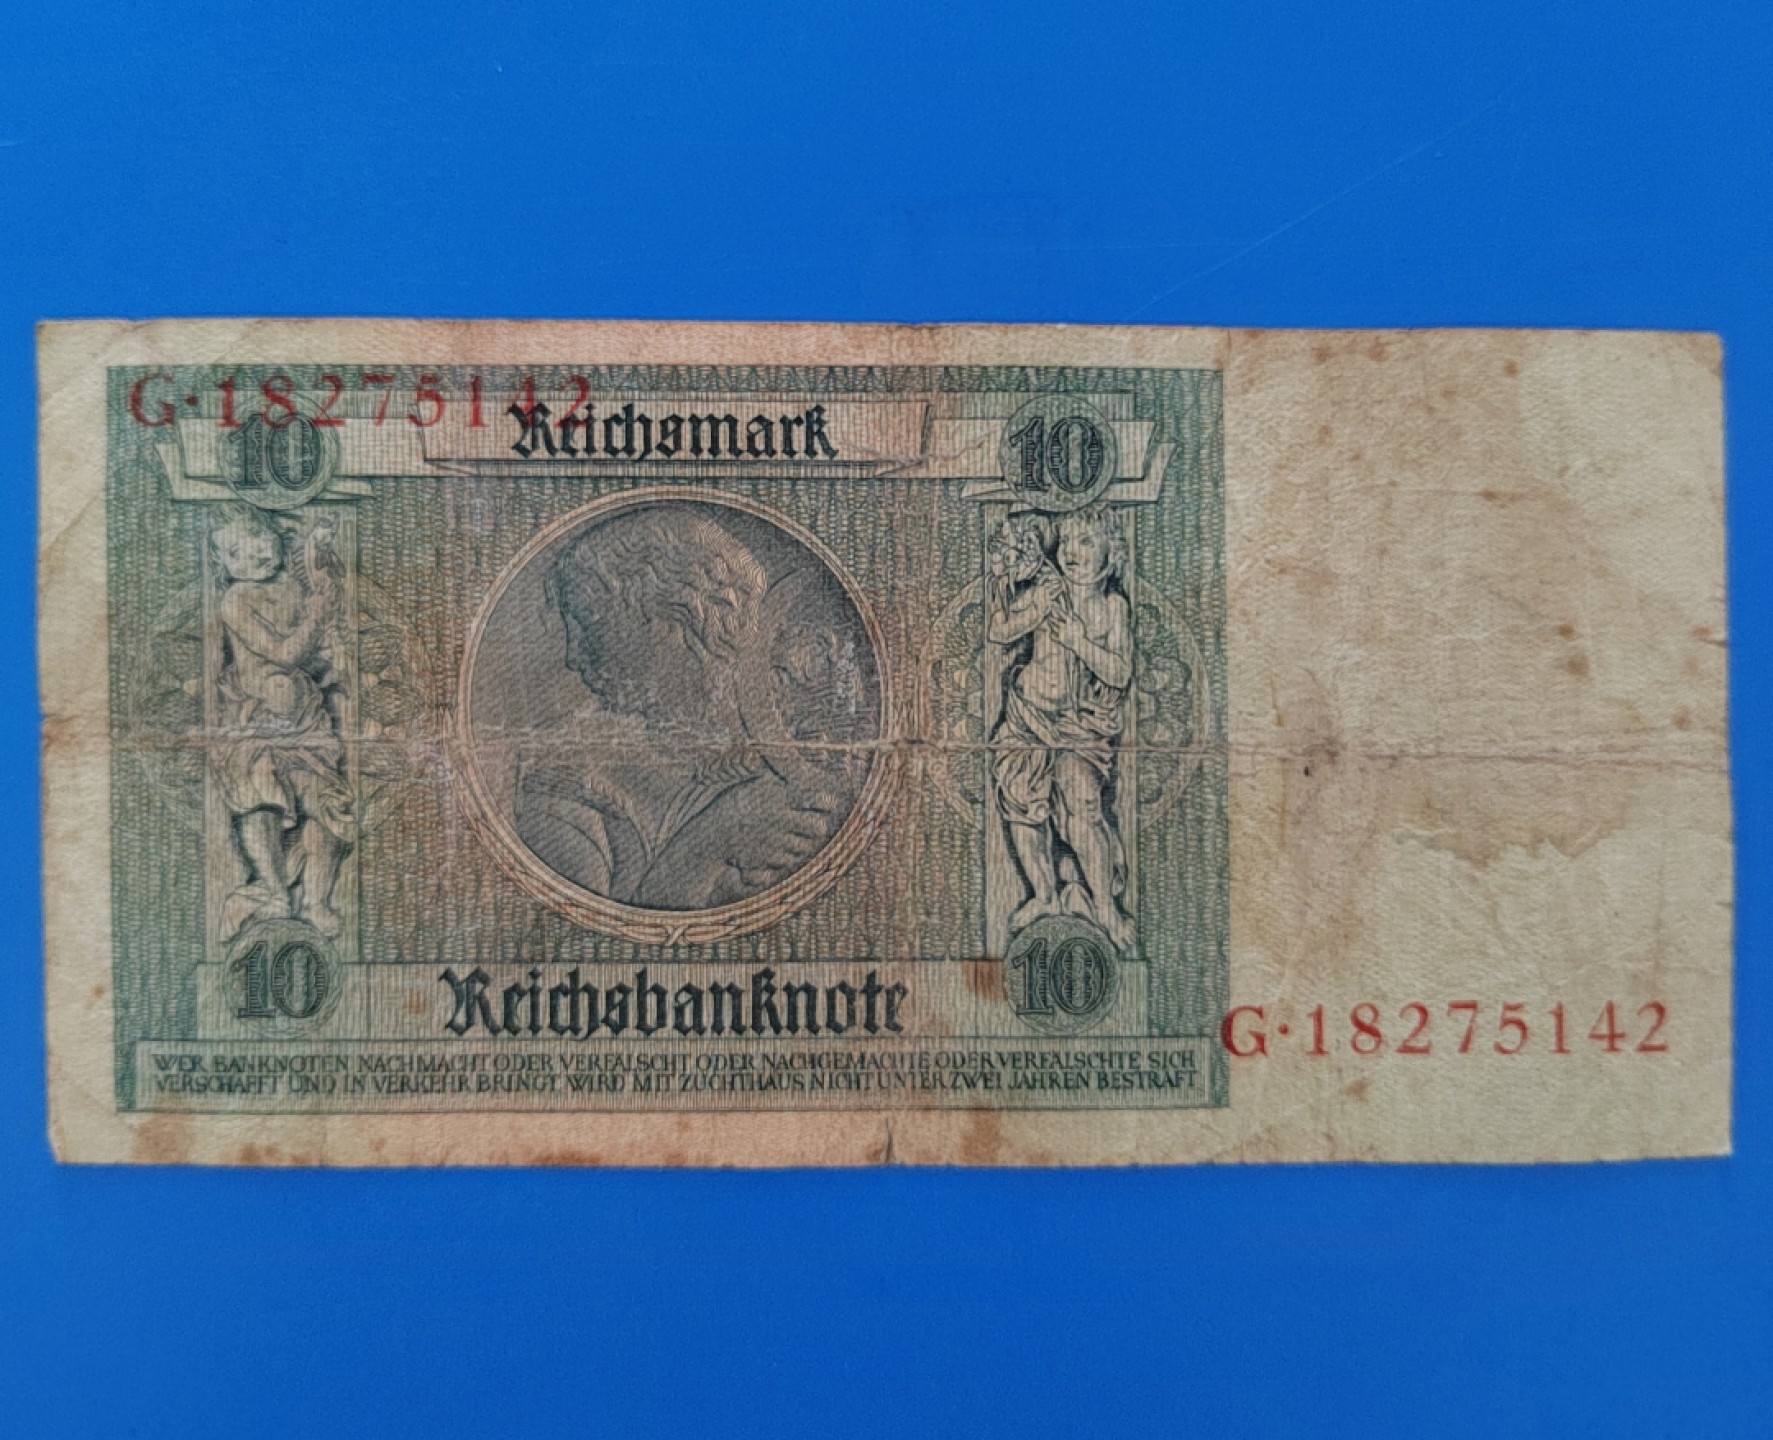 G·18275142
10 Reichsmark 10
10 Reichsbanknote 10
G·18275142
WER BANKNOTEN NACHMACHT ODER VERFÄLSCHT ODER NACHGEMACHTE ODER VERFÄLSCHTE SICH
VERSCHAFFT UND IN VERKEHR BRINGT, WIRD MIT ZUCHTHAUS NICHT UNTER ZWEI JAHREN BESTRAFT